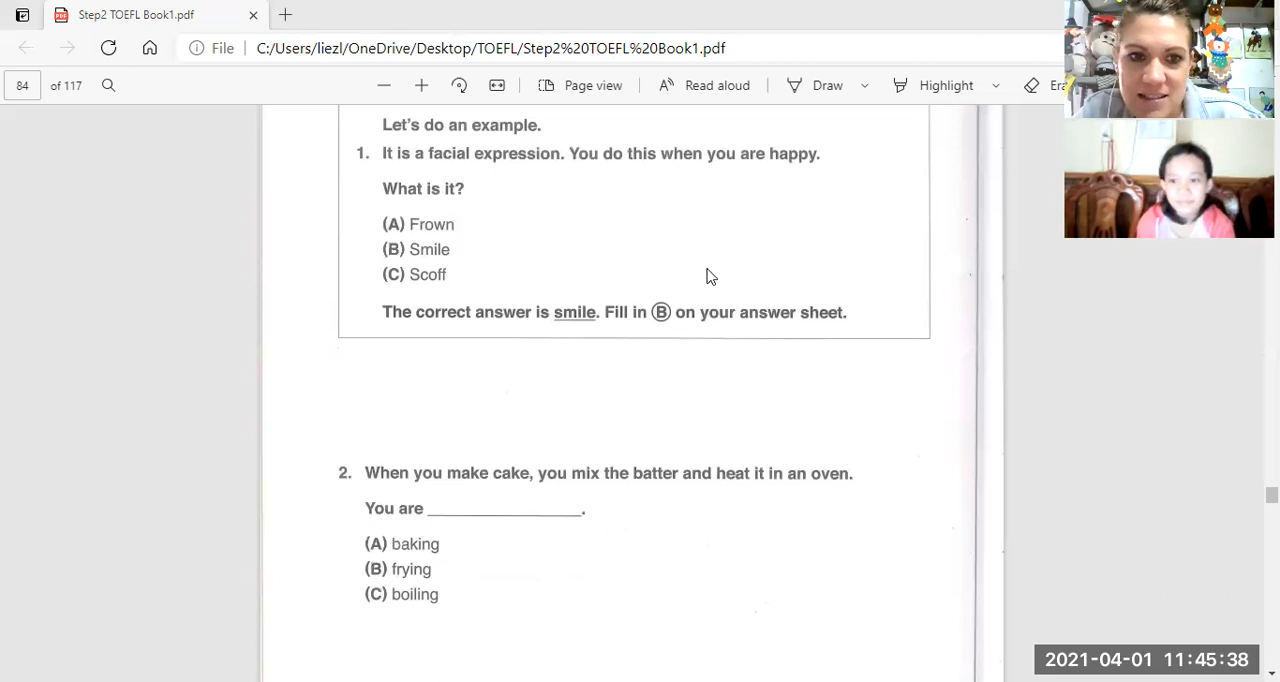 Step2 TOEFL Book1.pdf
File C:/Users/liezl/OneDrive/Desktop/TOEFL/Step2%20TOEFL%20Book1.pdf
84 of 117 Page view Read aloud Draw Highlight
Let's do an example.
1. It is a facial expression. You do this when you are happy.
What is it?
(A) Frown
(B) Smile
(C) Scoff
The correct answer is smile. Fill in B on your answer sheet.
2. When you make cake, you mix the batter and heat it in an oven.
You are ________________.
(A) baking
(B) frying
(C) boiling
2021-04-01 11:45:38